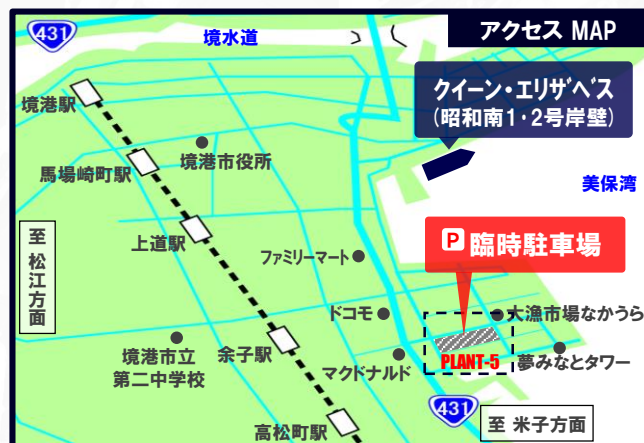 431
境水道
アクセス MAP
クイーン・エリザベス
(昭和南1・2号岸壁)
境港駅
境港市役所
馬場崎町駅
美保湾
至 松江方面
上道駅
P 臨時駐車場
ファミリーマート
ドコモ
大漁市場なかうら
境港市立
第二中学校
余子駅
マクドナルド
PLANT-5
夢みなとタワー
431
至 米子方面
高松町駅